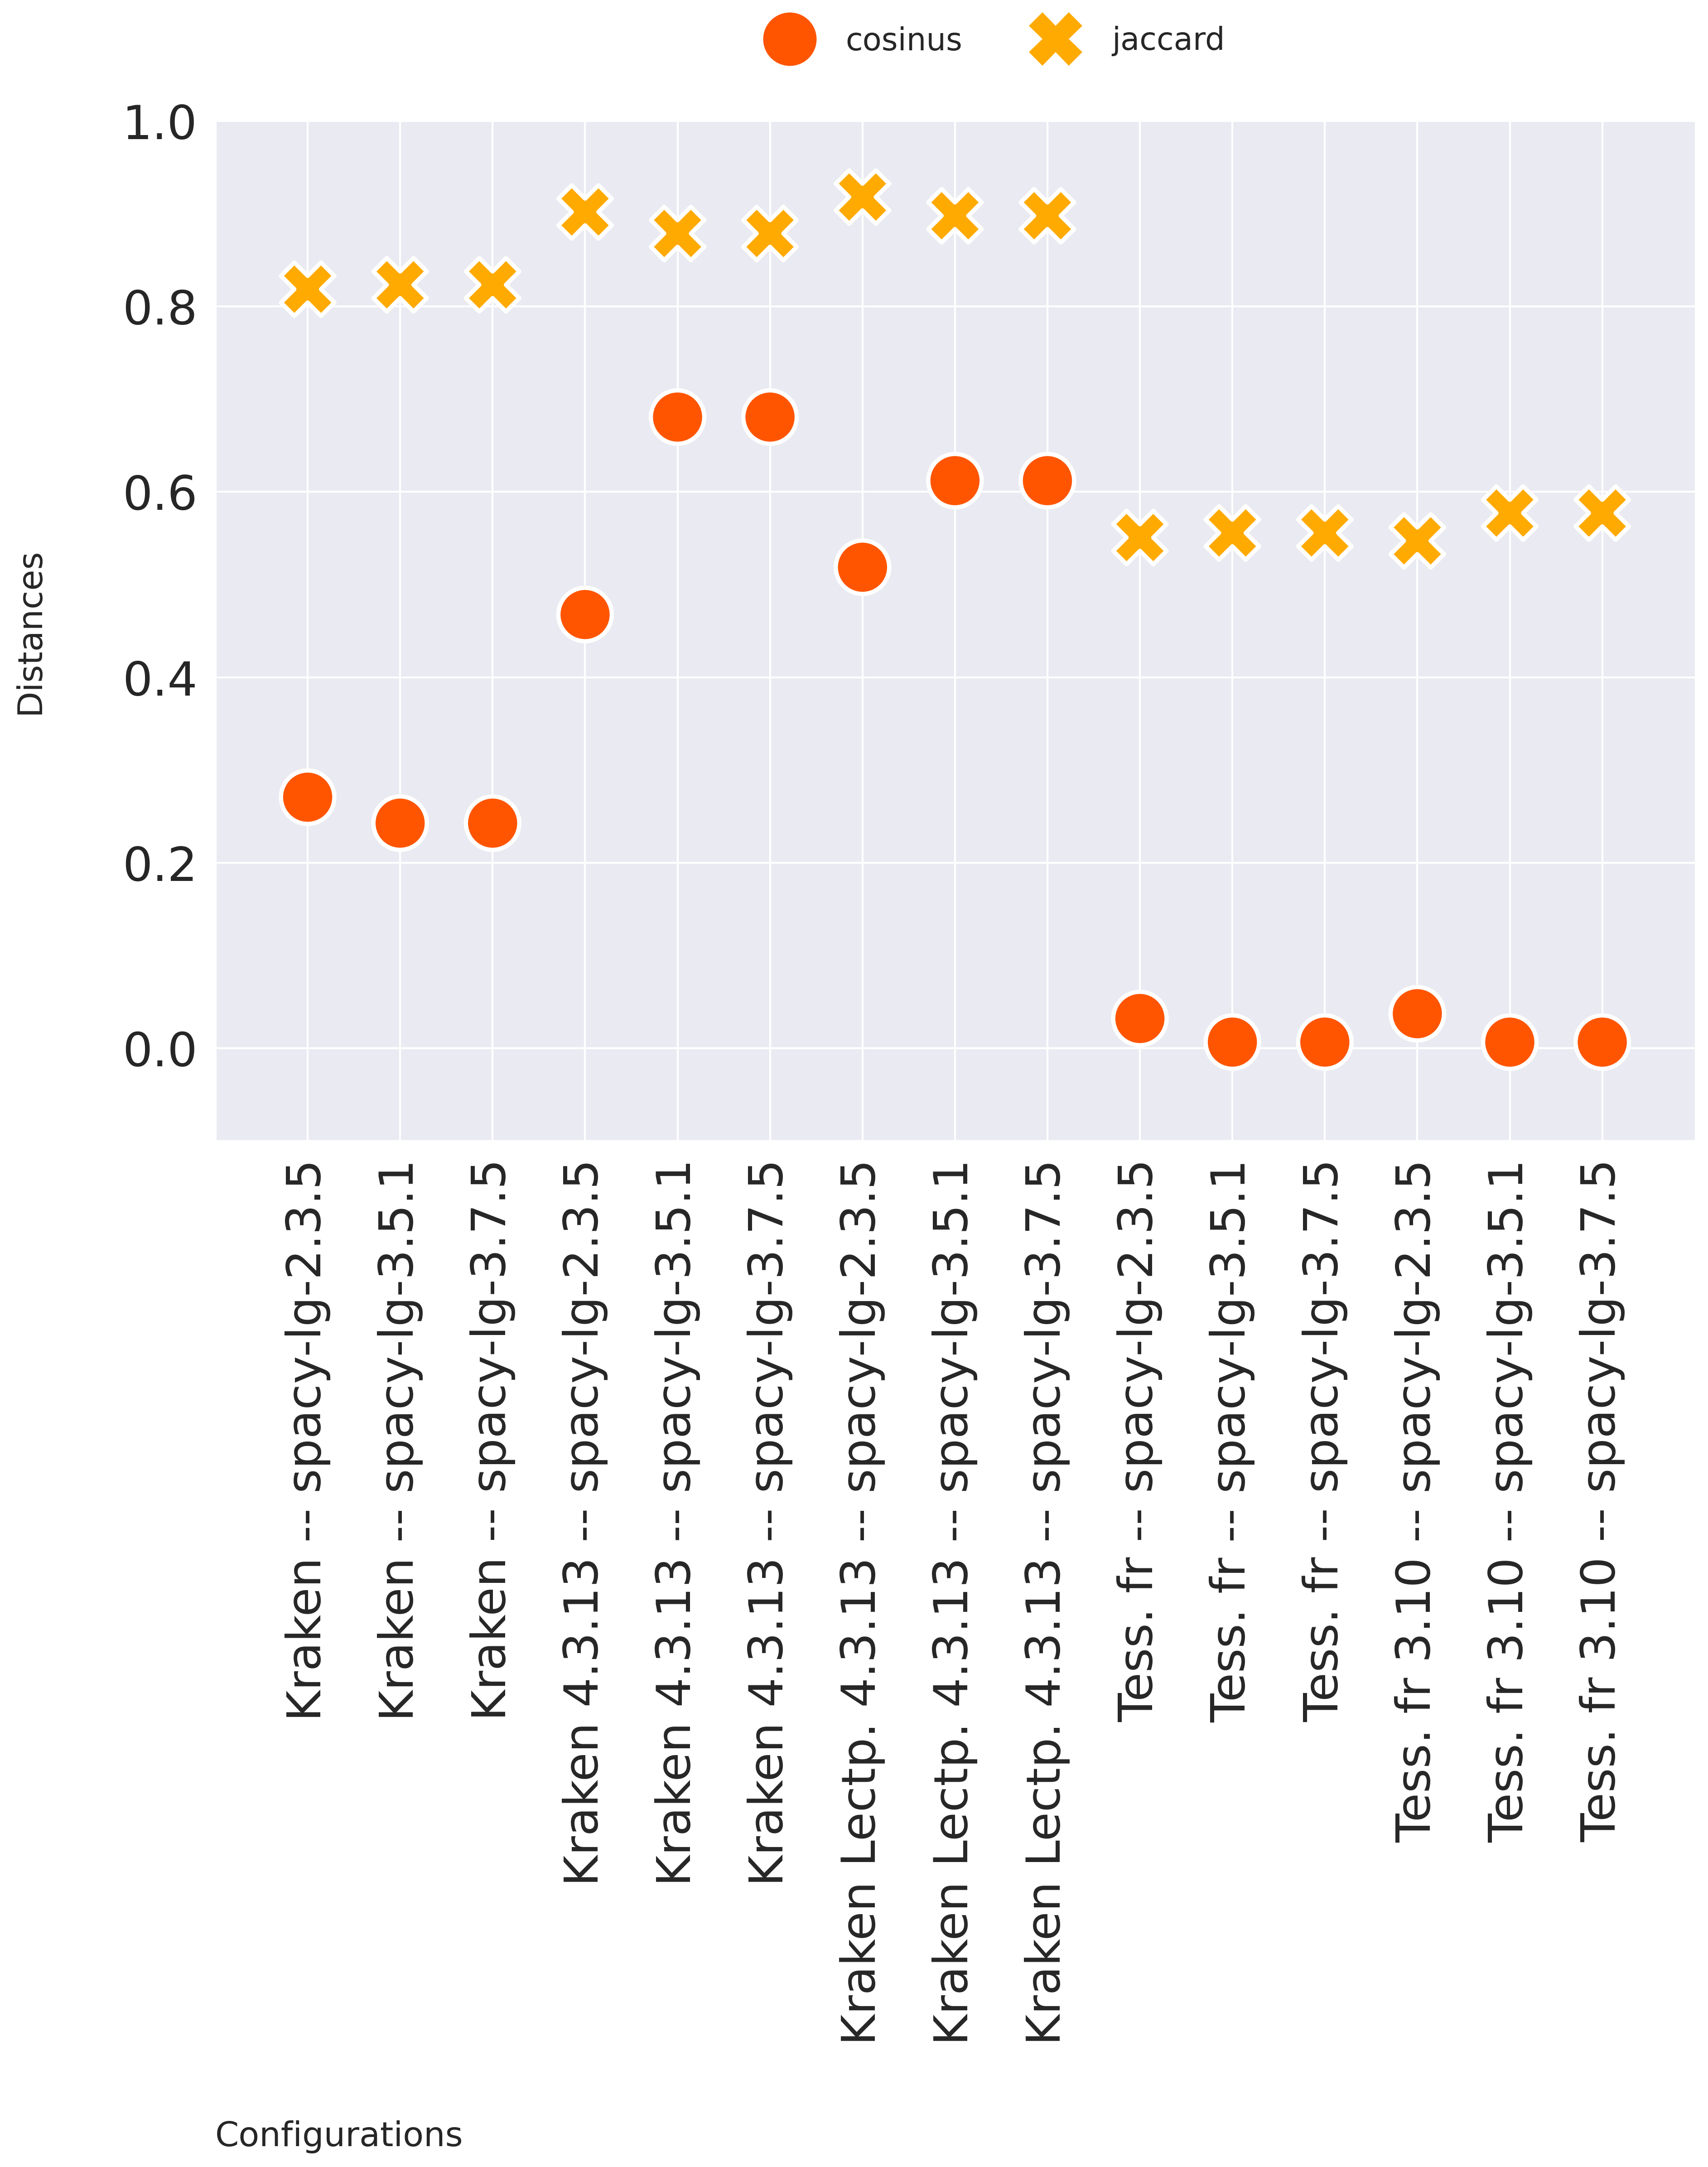 cosinus jaccard
1.0
0.8
0.6
0.4
0.2
0.0
Distances
Kraken -- spacy-lg-2.3.5
Kraken -- spacy-lg-3.5.1
Kraken -- spacy-lg-3.7.5
Kraken 4.3.13 -- spacy-lg-2.3.5
Kraken 4.3.13 -- spacy-lg-3.5.1
Kraken 4.3.13 -- spacy-lg-3.7.5
Kraken Lectp. 4.3.13 -- spacy-lg-2.3.5
Kraken Lectp. 4.3.13 -- spacy-lg-3.5.1
Kraken Lectp. 4.3.13 -- spacy-lg-3.7.5
Tess. fr -- spacy-lg-2.3.5
Tess. fr -- spacy-lg-3.5.1
Tess. fr -- spacy-lg-3.7.5
Tess. fr 3.10 -- spacy-lg-2.3.5
Tess. fr 3.10 -- spacy-lg-3.5.1
Tess. fr 3.10 -- spacy-lg-3.7.5
Configurations